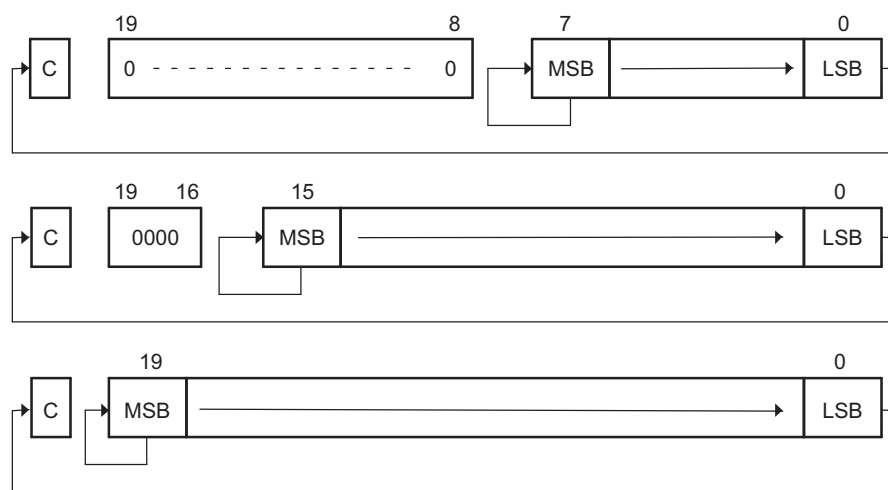 19 8 7 0
C 0 0 MSB LSB
19 16 15 0
C 0000 MSB LSB
19 0
C MSB LSB